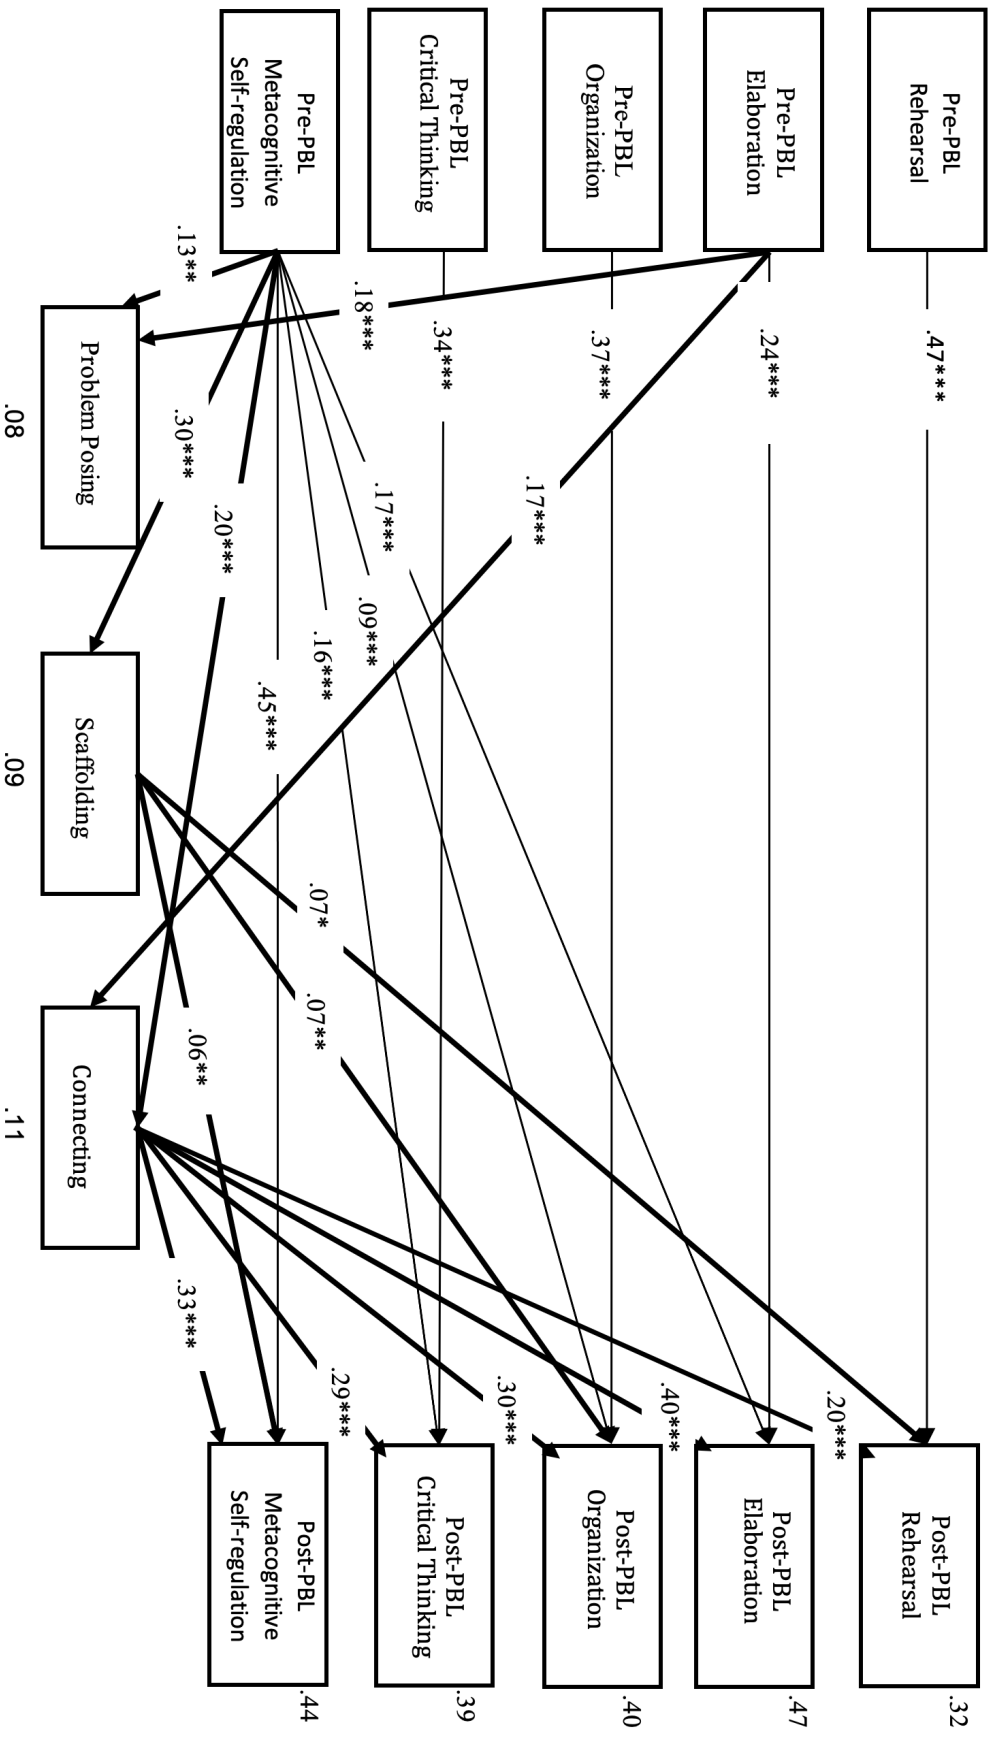 Pre-PBL
Rehearsal
Pre-PBL
Elaboration
Pre-PBL
Organization
Pre-PBL
Critical Thinking
Pre-PBL
Metacognitive
Self-regulation
.47***
.24***
.37***
.34***
.18***
.13**
.17***
.17***
.09***
.16***
.45***
.20***
.30***
Problem Posing
.08
Scaffolding
.09
Connecting
.11
.07*
.07**
.06**
.20***
.40***
.30***
.29***
.33***
Post-PBL
Rehearsal
.32
Post-PBL
Elaboration
.47
Post-PBL
Organization
.40
Post-PBL
Critical Thinking
.39
Post-PBL
Metacognitive
Self-regulation
.44